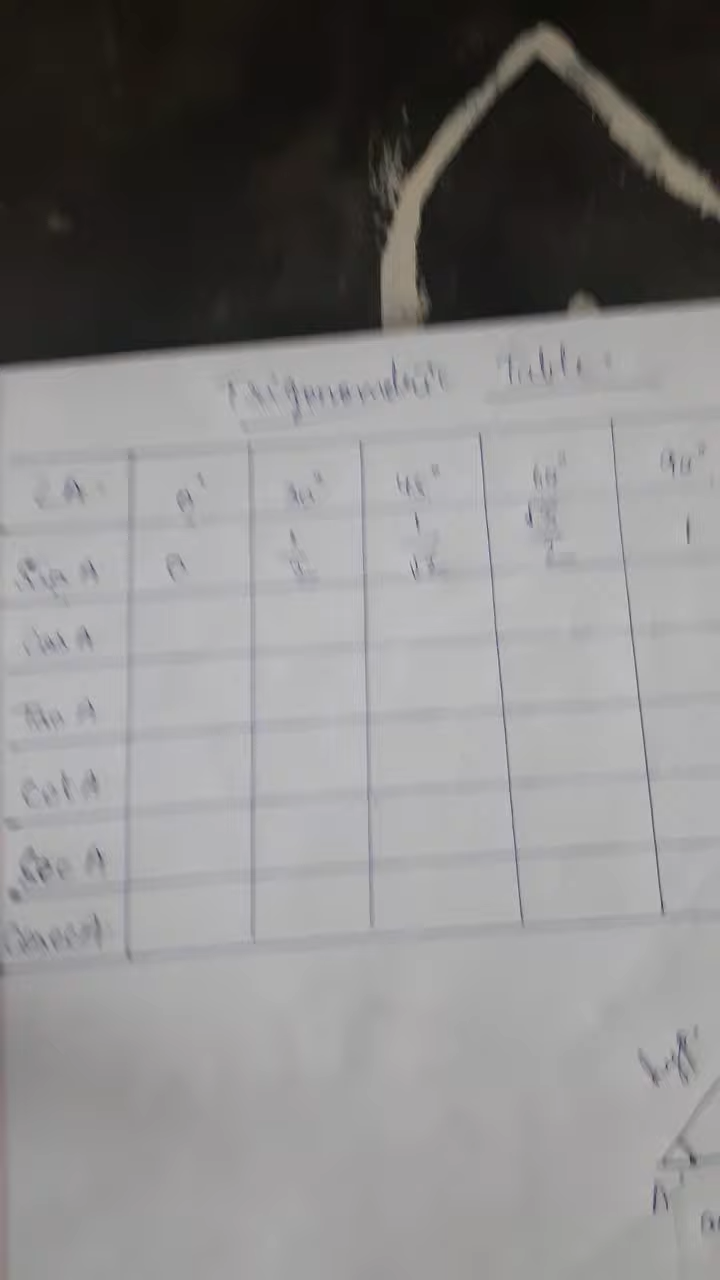 Trigonometric Table:
∠A 0° 30° 45° 60° 90°
Sin A 0 1/2 1/√2 √3/2 1
Cos A
Tan A
Cot A
Sec A
A